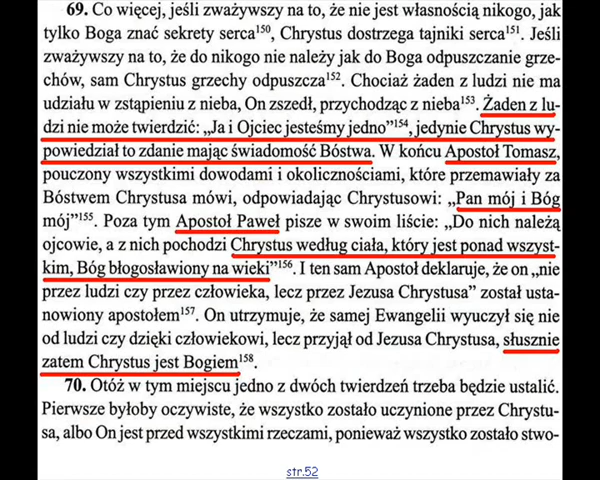 69. Co więcej, jeśli zważywszy na to, że nie jest własnością nikogo, jak
tylko Boga znać sekrety serca150, Chrystus dostrzega tajniki serca151. Jeśli
zważywszy na to, że do nikogo nie należy jak do Boga odpuszczanie grze-
chów, sam Chrystus grzechy odpuszcza152. Chociaż żaden z ludzi nie ma
udziału w zstąpieniu z nieba, On zszedł, przychodząc z nieba153. Żaden z lu-
dzi nie może twierdzić: „Ja i Ojciec jesteśmy jedno”154, jedynie Chrystus wy-
powiedział to zdanie mając świadomość Bóstwa. W końcu Apostoł Tomasz,
pouczony wszystkimi dowodami i okolicznościami, które przemawiały za
Bóstwem Chrystusa mówi, odpowiadając Chrystusowi: „Pan mój i Bóg
mój”155. Poza tym Apostoł Paweł pisze w swoim liście: „Do nich należą
ojcowie, a z nich pochodzi Chrystus według ciała, który jest ponad wszyst-
kim, Bóg błogosławiony na wieki”156. I ten sam Apostoł deklaruje, że on „nie
przez ludzi czy przez człowieka, lecz przez Jezusa Chrystusa” został usta-
nowiony apostołem157. On utrzymuje, że samej Ewangelii wyuczył się nie
od ludzi czy dzięki człowiekowi, lecz przyjął od Jezusa Chrystusa, słusznie
zatem Chrystus jest Bogiem158.
70. Otóż w tym miejscu jedno z dwóch twierdzeń trzeba będzie ustalić.
Pierwsze byłoby oczywiste, że wszystko zostało uczynione przez Chrystu-
sa, albo On jest przed wszystkimi rzeczami, ponieważ wszystko zostało stwo-
str.52